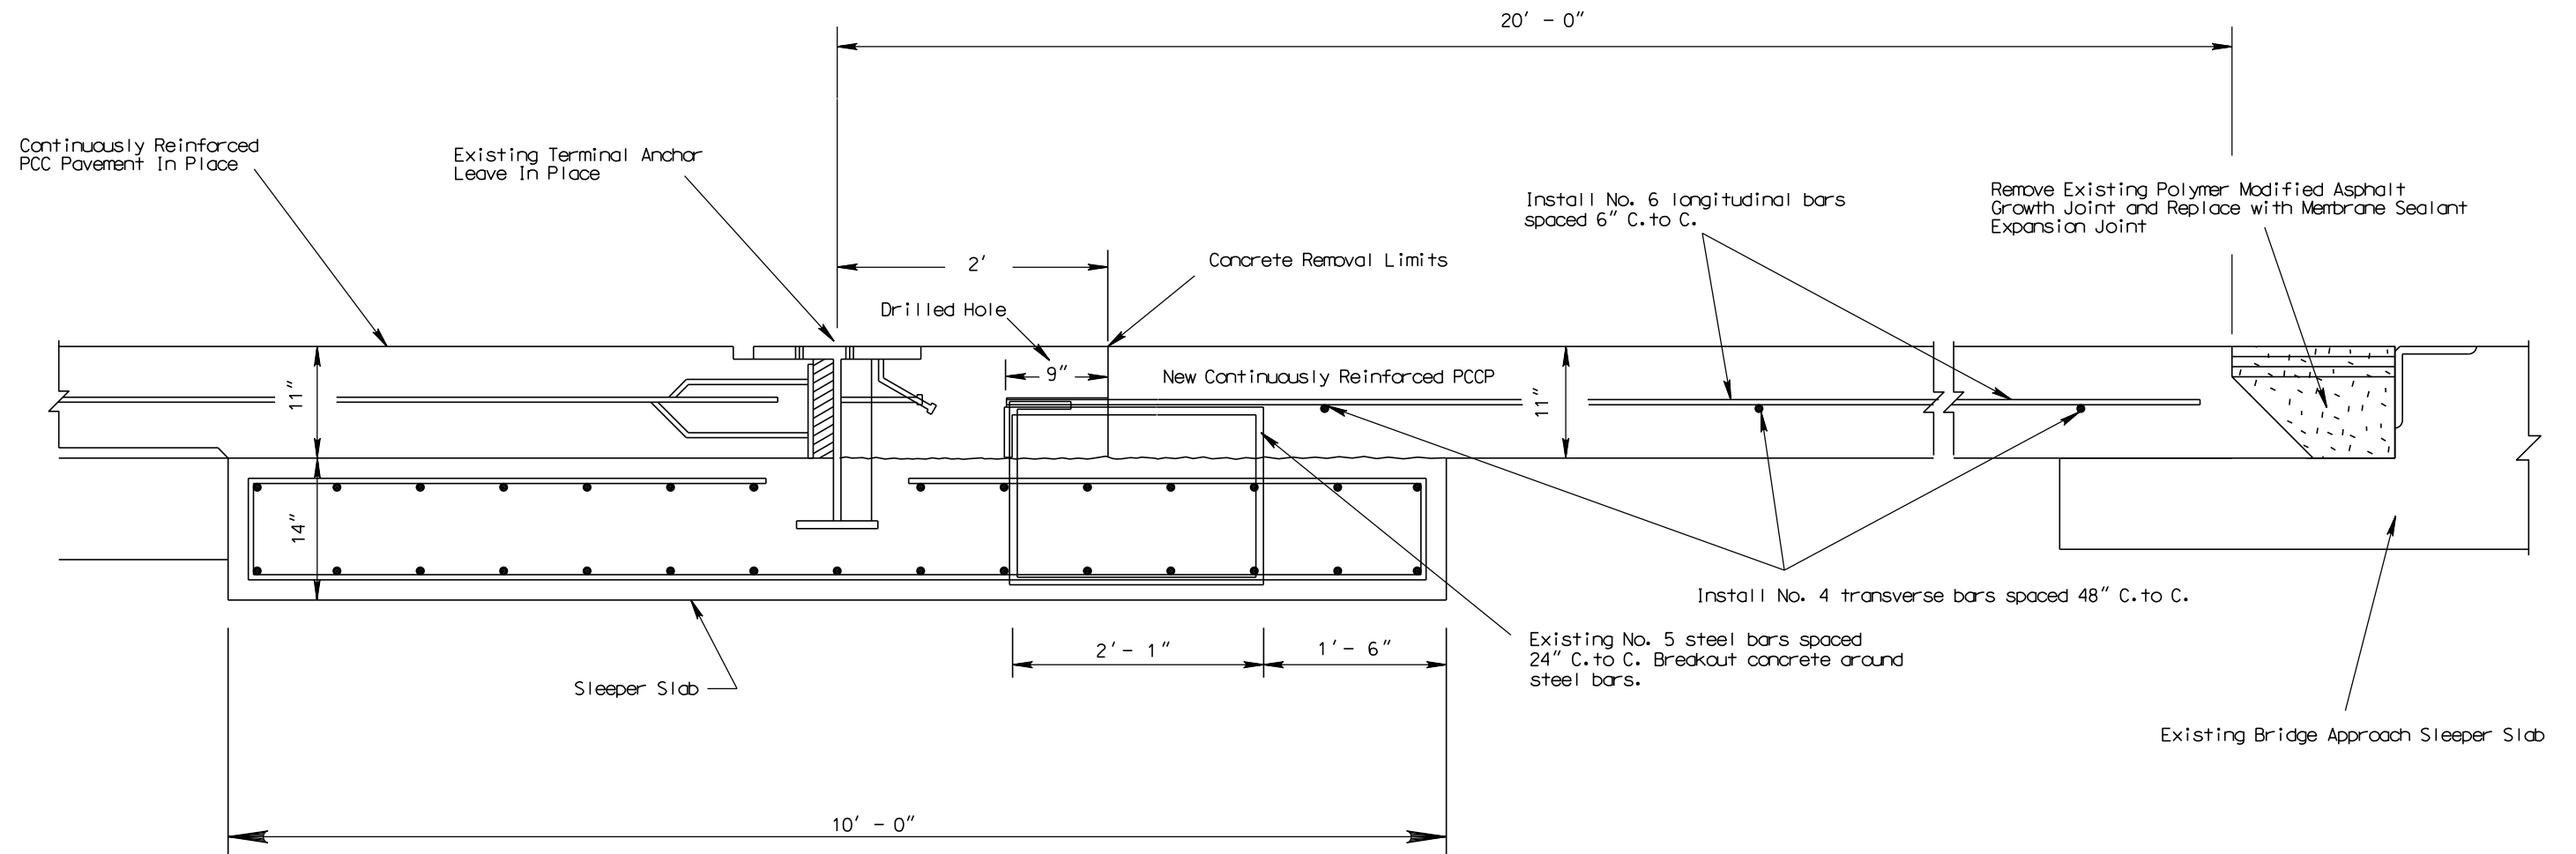 20' - 0"
Continuously Reinforced
PCC Pavement In Place
Existing Terminal Anchor
Leave In Place
Install No. 6 longitudinal bars
spaced 6" C.to C.
Remove Existing Polymer Modified Asphalt
Growth Joint and Replace with Membrane Sealant
Expansion Joint
2'
Concrete Removal Limits
Drilled Hole
9"
New Continuously Reinforced PCCP
11"
11"
14"
Install No. 4 transverse bars spaced 48" C.to C.
Existing No. 5 steel bars spaced
24" C.to C. Breakout concrete around
steel bars.
2'- 1"
1'- 6"
Sleeper Slab
Existing Bridge Approach Sleeper Slab
10' - 0"